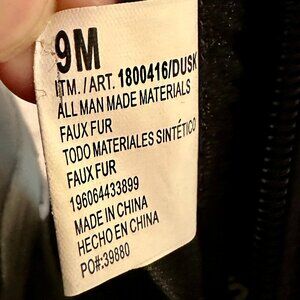 9M
ITM./ART. 1800416/DUSK
ALL MAN MADE MATERIALS
FAUX FUR
TODO MATERIALES SINTÉTICO
FAUX FUR
196064433899
MADE IN CHINA
HECHO EN CHINA
PO#:39880